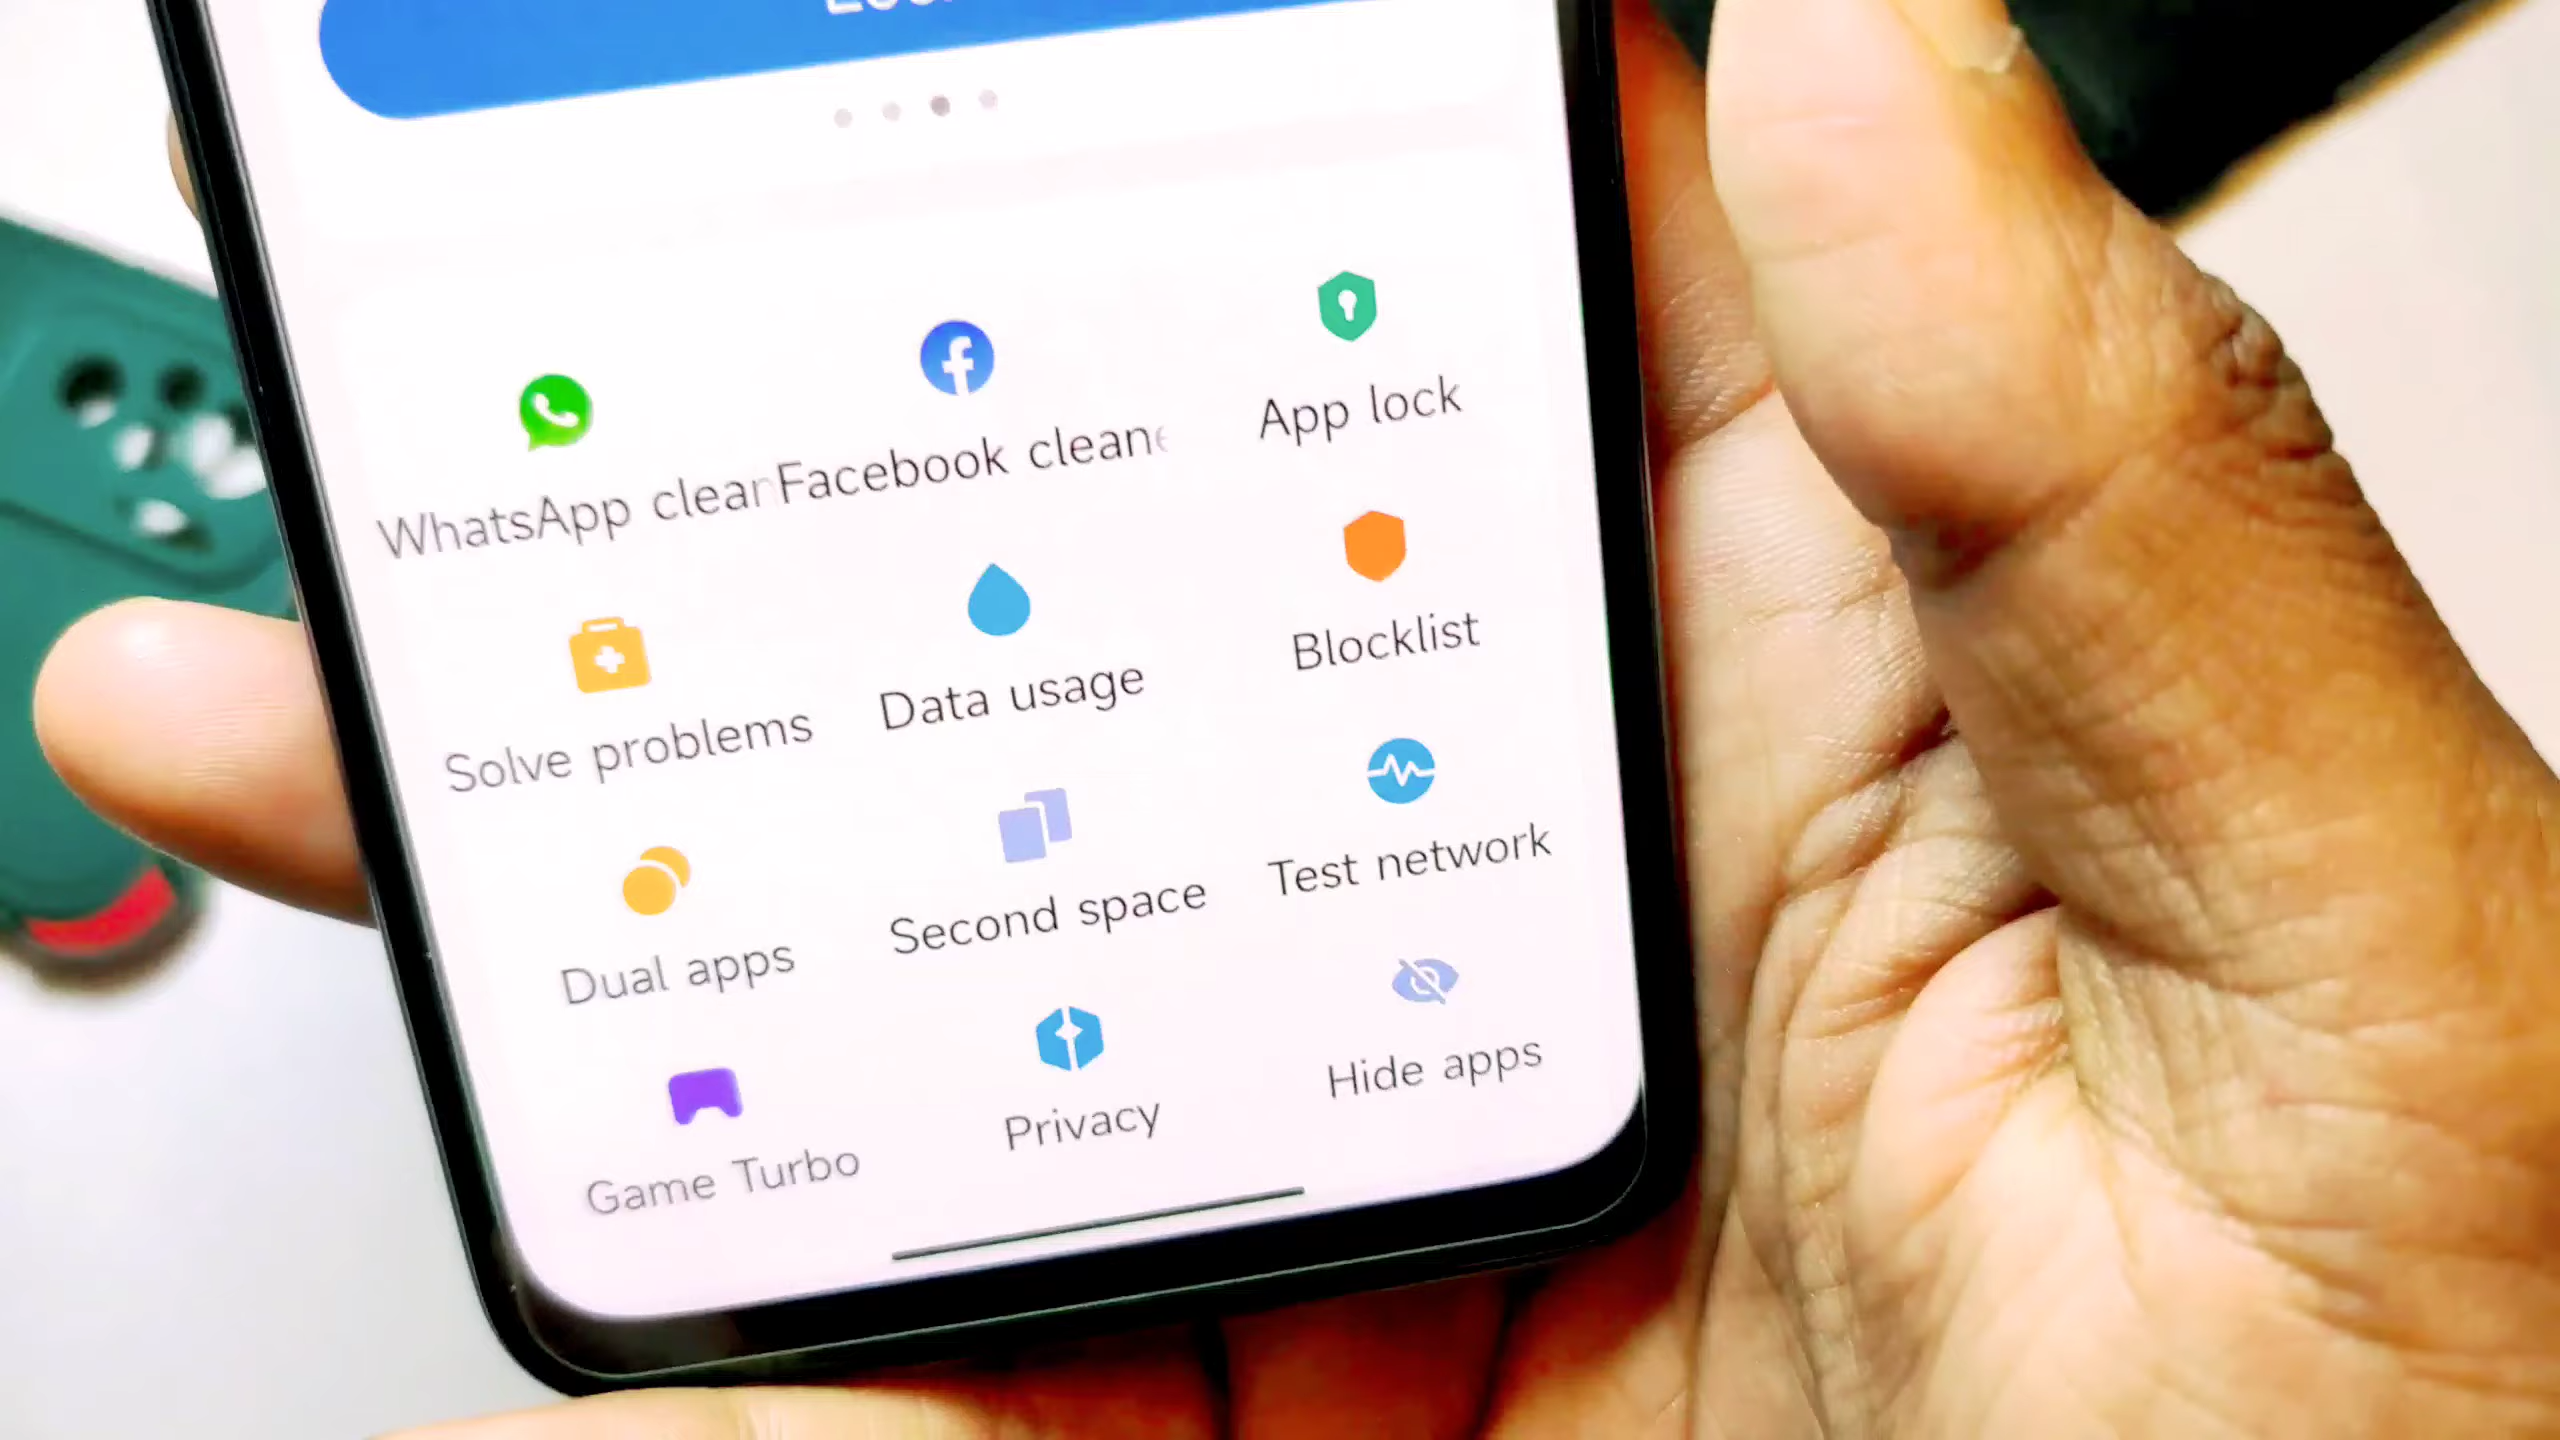 WhatsApp clean
Facebook cleane
App lock
Solve problems
Data usage
Blocklist
Dual apps
Second space
Test network
Game Turbo
Privacy
Hide apps